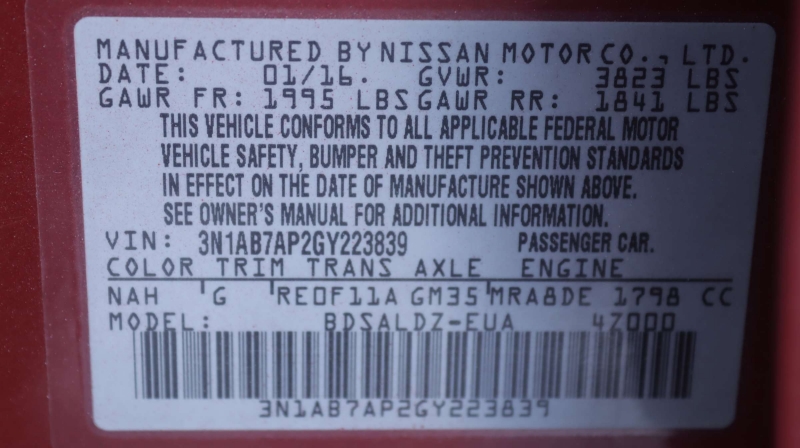 MANUFACTURED BY NISSAN MOTOR CO., LTD.
DATE: 01/16. GVWR: 3823 LBS
GAWR FR: 1995 LBS GAWR RR: 1841 LBS
THIS VEHICLE CONFORMS TO ALL APPLICABLE FEDERAL MOTOR
VEHICLE SAFETY, BUMPER AND THEFT PREVENTION STANDARDS
IN EFFECT ON THE DATE OF MANUFACTURE SHOWN ABOVE.
SEE OWNER'S MANUAL FOR ADDITIONAL INFORMATION.
VIN: 3N1AB7AP2GY223839 PASSENGER CAR.
COLOR TRIM TRANS AXLE ENGINE
NAH G RE0F11A GM35 MRA8DE 1798 CC
MODEL: BDSALDZ-EUA 4Z000
3N1AB7AP2GY223839